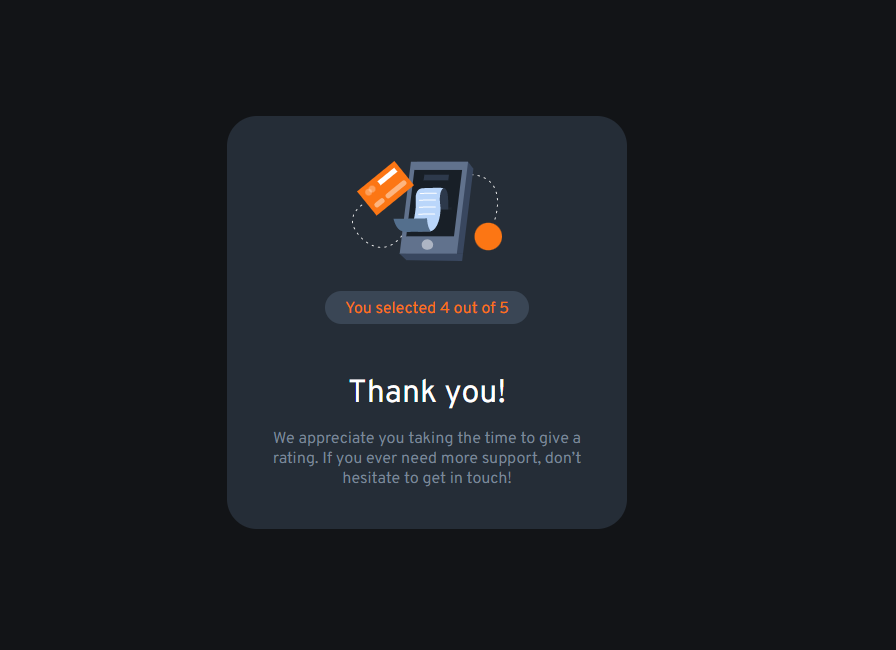 You selected 4 out of 5
Thank you!
We appreciate you taking the time to give a
rating. If you ever need more support, don’t
hesitate to get in touch!